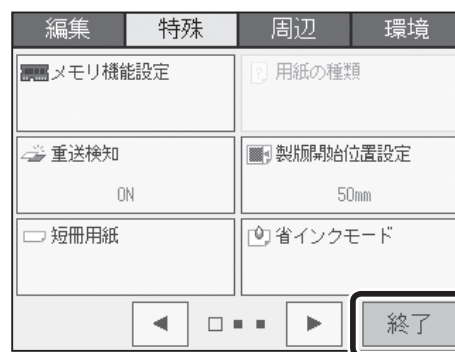 編集 特殊 周辺 環境
メモリ機能設定 用紙の種類
重送検知 製版開始位置設定
ON 50mm
短冊用紙 省インクモード
終了